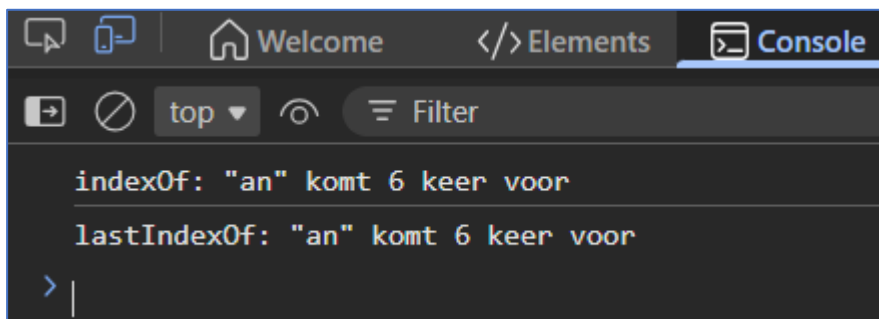 Welcome </> Elements Console
top ▼ Filter
indexOf: "an" komt 6 keer voor
lastIndexOf: "an" komt 6 keer voor
>